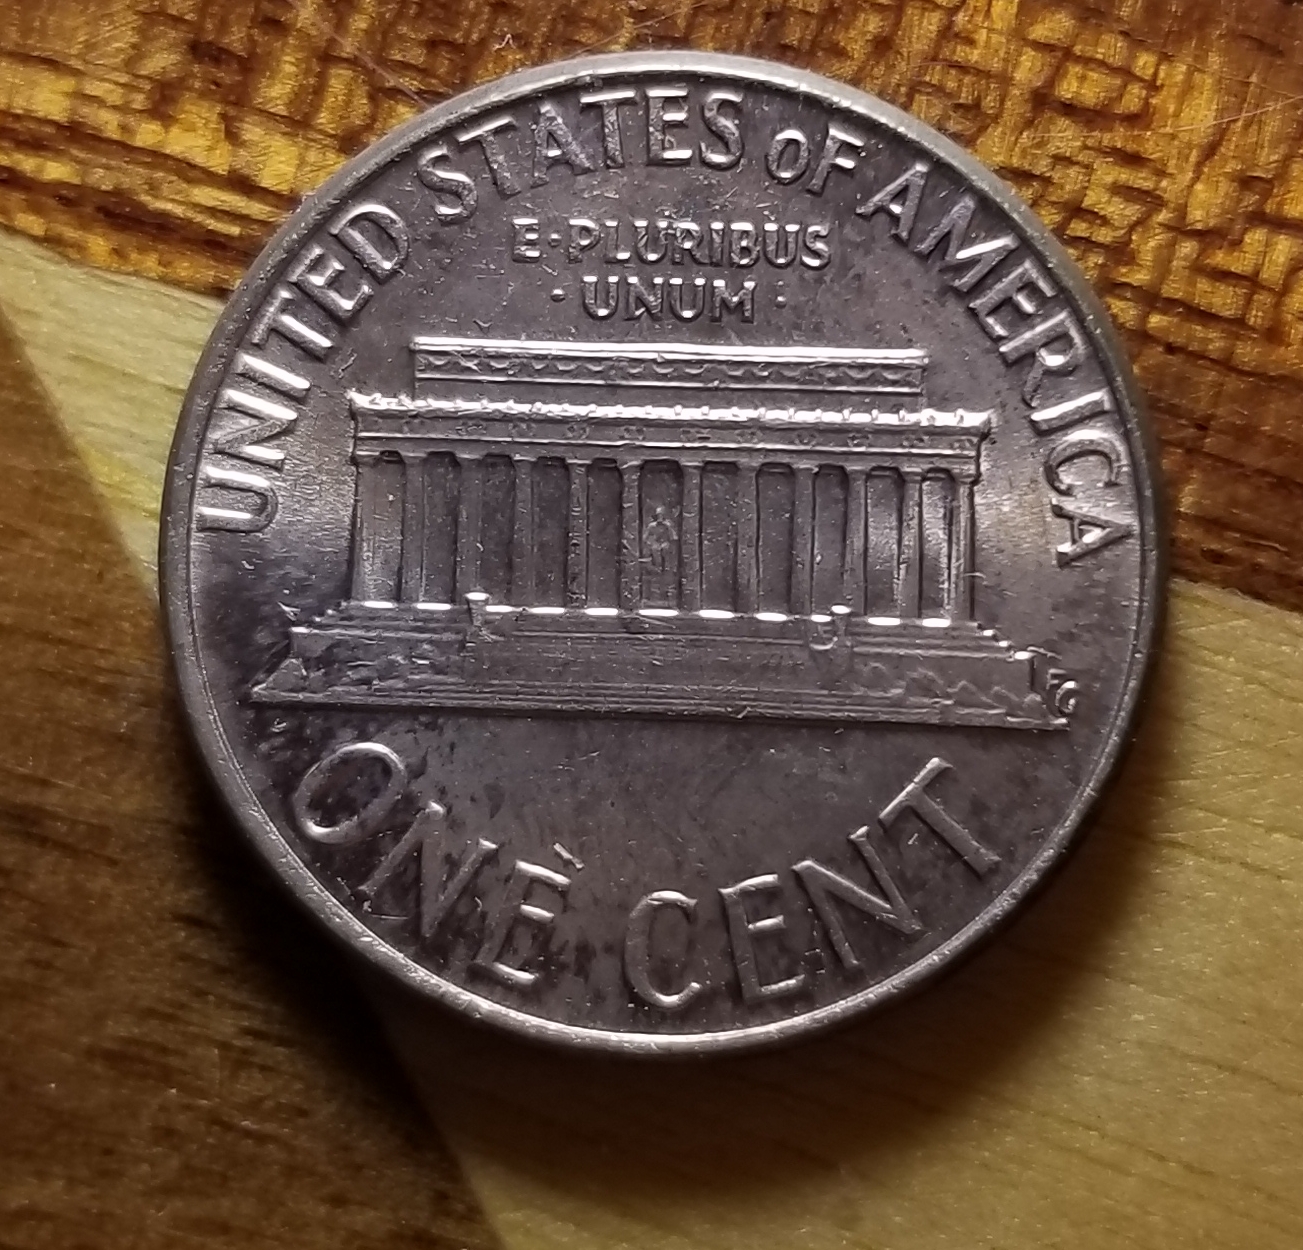 UNITED STATES OF AMERICA
E·PLURIBUS
·UNUM·
FG
ONE CENT